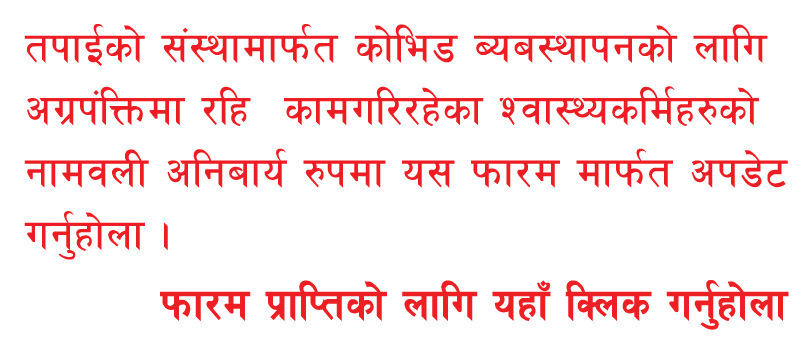 तपाईको संस्थामार्फत कोभिड ब्यबस्थापनको लागि
अग्रपंक्तिमा रहि कामगरिरहेका श्वास्थ्यकर्मिहरुको
नामवली अनिबार्य रुपमा यस फारम मार्फत अपडेट
गर्नुहोला ।
फारम प्राप्तिको लागि यहाँ क्लिक गर्नुहोला